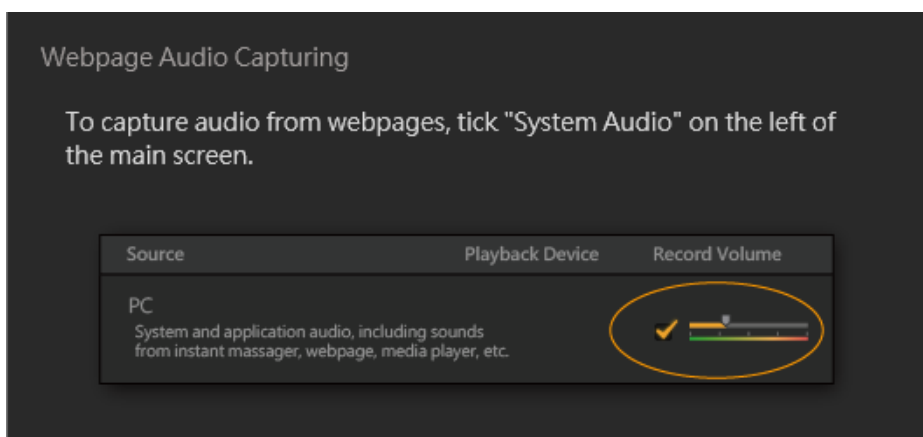 Webpage Audio Capturing
To capture audio from webpages, tick "System Audio" on the left of
the main screen.
Source Playback Device Record Volume
PC
System and application audio, including sounds
from instant massager, webpage, media player, etc.